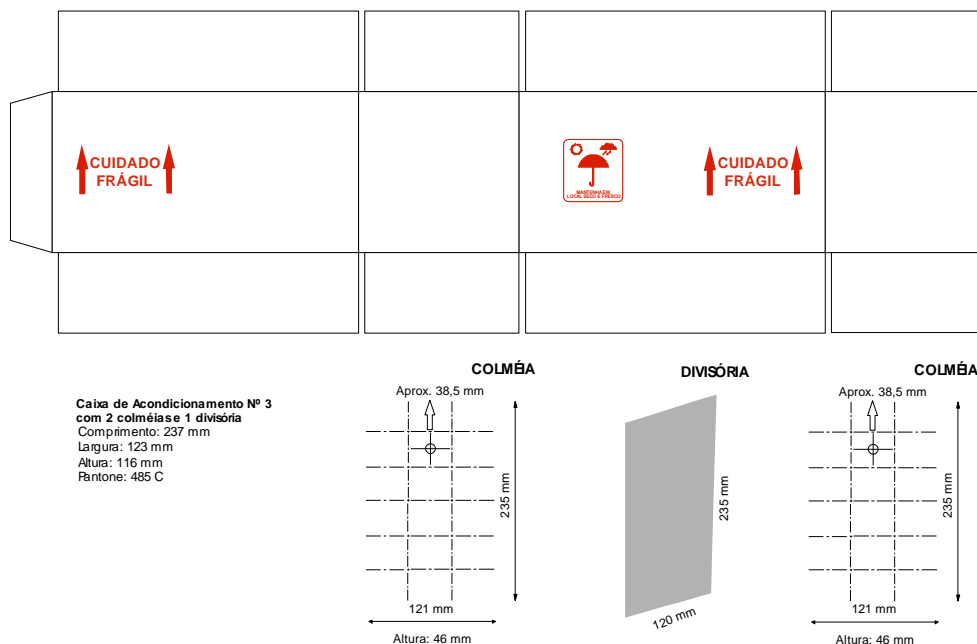 CUIDADO
FRÁGIL
MANTENHA EM
LOCAL SECO E FRESCO
CUIDADO
FRÁGIL
Caixa de Acondicionamento Nº 3
com 2 colméias e 1 divisória
Comprimento: 237 mm
Largura: 123 mm
Altura: 116 mm
Pantone: 485 C
COLMÉIA
Aprox. 38,5 mm
235 mm
121 mm
Altura: 46 mm
DIVISÓRIA
235 mm
120 mm
COLMÉIA
Aprox. 38,5 mm
235 mm
121 mm
Altura: 46 mm